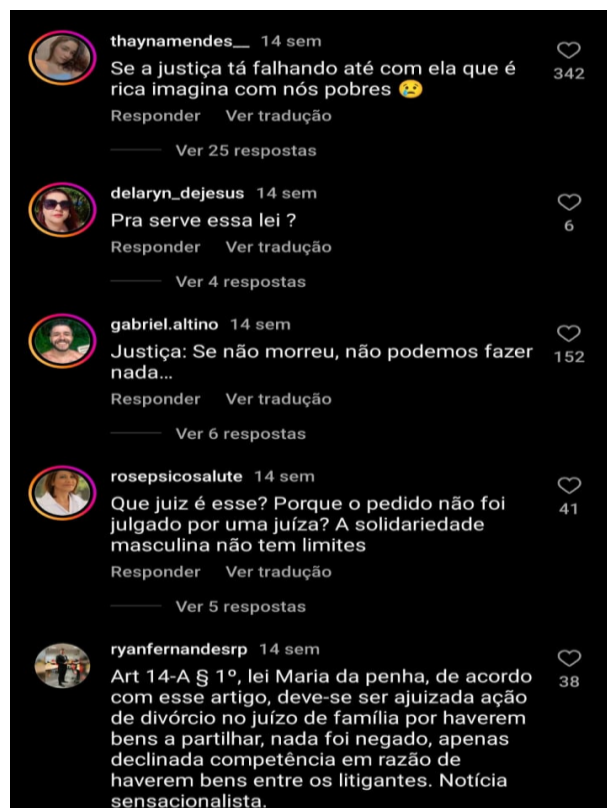 thaynamendes__ 14 sem
Se a justiça tá falhando até com ela que é
rica imagina com nós pobres 😢
342
Responder Ver tradução
Ver 25 respostas
delaryn_dejesus 14 sem
Pra serve essa lei ?
6
Responder Ver tradução
Ver 4 respostas
gabriel.altino 14 sem
Justiça: Se não morreu, não podemos fazer
nada...
152
Responder Ver tradução
Ver 6 respostas
rosepsicosalute 14 sem
Que juiz é esse? Porque o pedido não foi
julgado por uma juíza? A solidariedade
masculina não tem limites
41
Responder Ver tradução
Ver 5 respostas
ryanfernandesrp 14 sem
Art 14-A § 1º, lei Maria da penha, de acordo
com esse artigo, deve-se ser ajuizada ação
de divórcio no juízo de família por haverem
bens a partilhar, nada foi negado, apenas
declinada competência em razão de
haverem bens entre os litigantes. Notícia
sensacionalista.
38